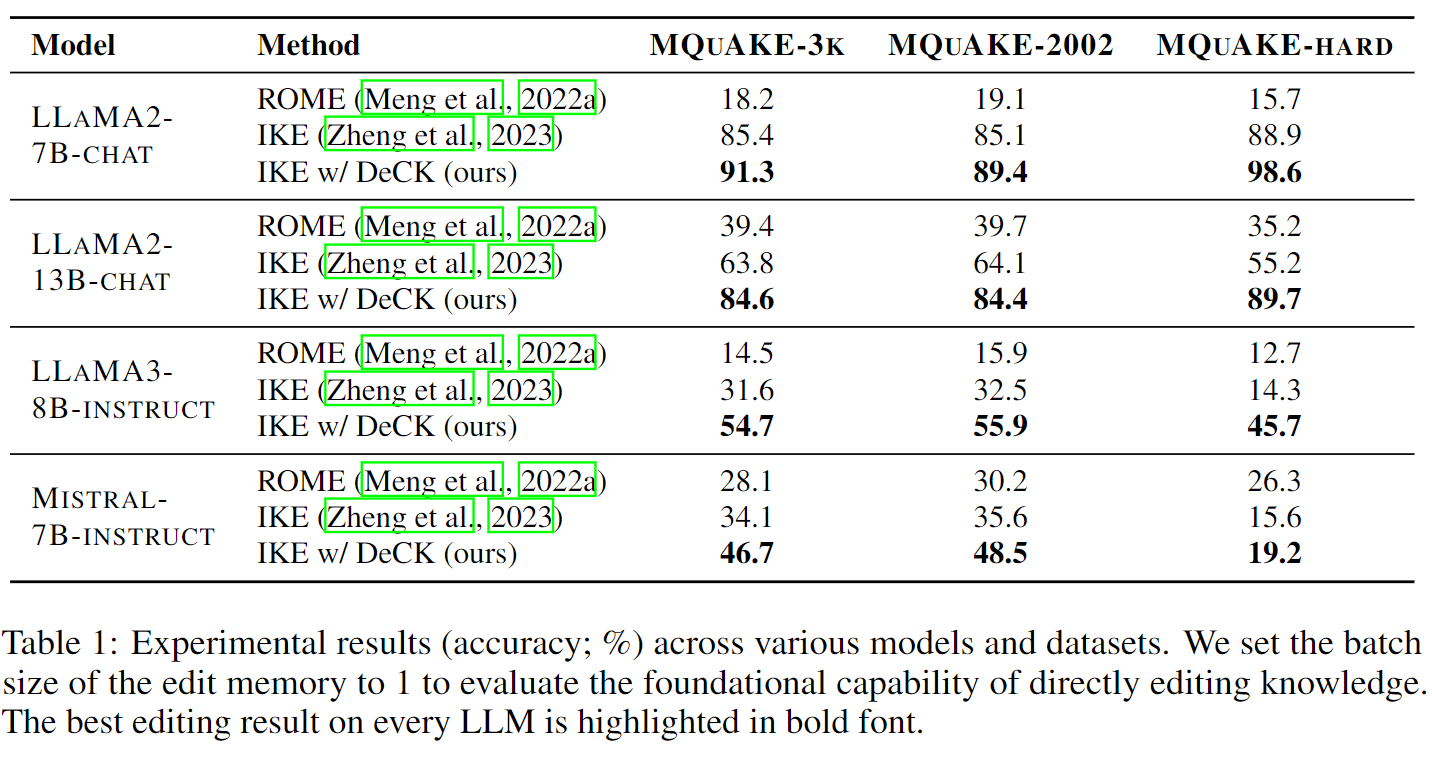 Model Method MQUAKE-3K MQUAKE-2002 MQUAKE-HARD
LLAMA2-7B-CHAT
ROME (Meng et al., 2022a) 18.2 19.1 15.7
IKE (Zheng et al., 2023) 85.4 85.1 88.9
IKE w/ DeCK (ours) 91.3 89.4 98.6
LLAMA2-13B-CHAT
ROME (Meng et al., 2022a) 39.4 39.7 35.2
IKE (Zheng et al., 2023) 63.8 64.1 55.2
IKE w/ DeCK (ours) 84.6 84.4 89.7
LLAMA3-8B-INSTRUCT
ROME (Meng et al., 2022a) 14.5 15.9 12.7
IKE (Zheng et al., 2023) 31.6 32.5 14.3
IKE w/ DeCK (ours) 54.7 55.9 45.7
MISTRAL-7B-INSTRUCT
ROME (Meng et al., 2022a) 28.1 30.2 26.3
IKE (Zheng et al., 2023) 34.1 35.6 15.6
IKE w/ DeCK (ours) 46.7 48.5 19.2
Table 1: Experimental results (accuracy; %) across various models and datasets. We set the batch
size of the edit memory to 1 to evaluate the foundational capability of directly editing knowledge.
The best editing result on every LLM is highlighted in bold font.